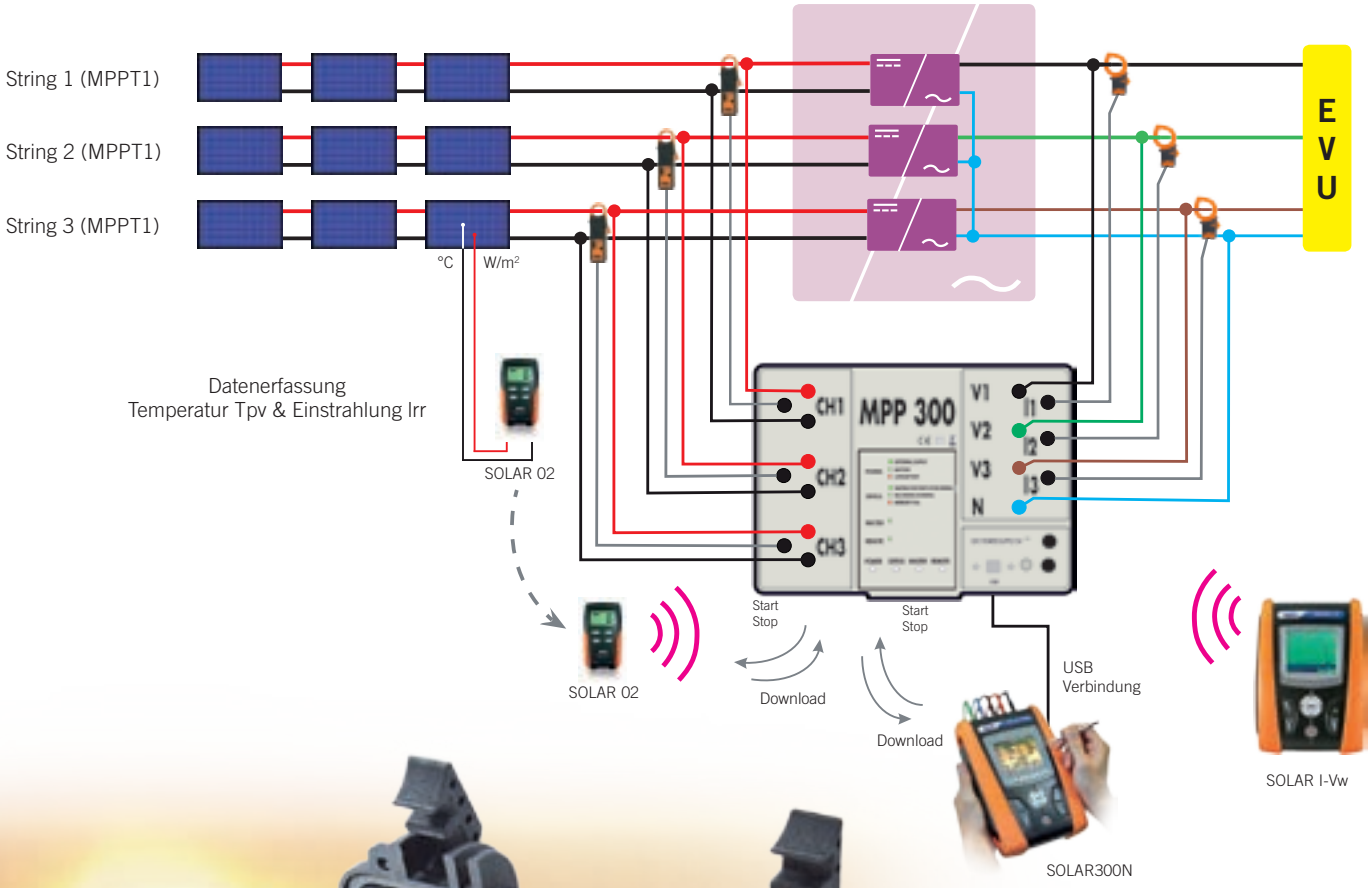 String 1 (MPPT1)
String 2 (MPPT1)
String 3 (MPPT1)
E
V
U
°C
W/m²
Datenerfassung
Temperatur Tpv & Einstrahlung Irr
SOLAR 02
CH1
CH2
CH3
MPP 300
V1
I1
V2
I2
V3
I3
N
Start
Stop
Start
Stop
SOLAR 02
Download
Download
USB
Verbindung
SOLAR300N
SOLAR I-Vw